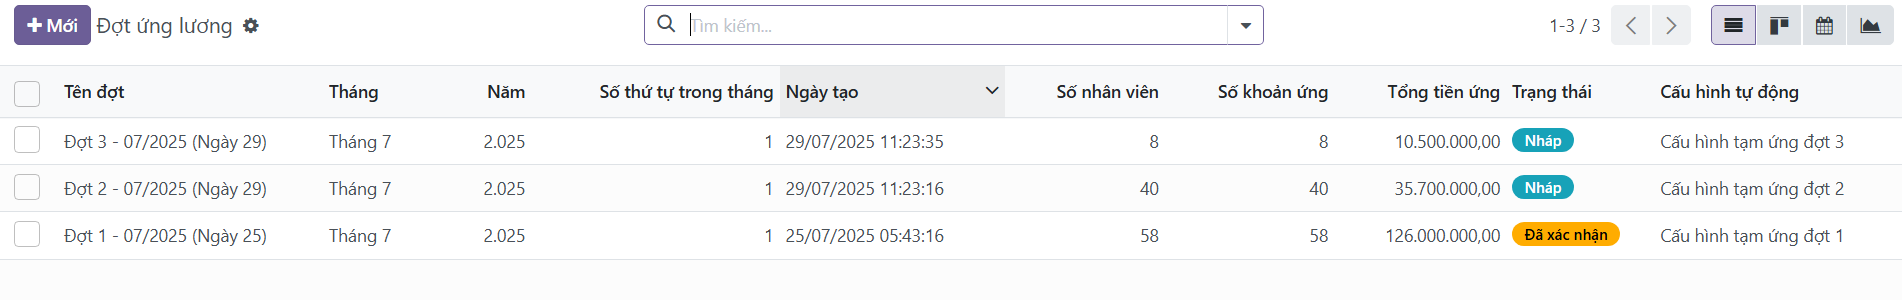 Mới Đợt ứng lương Tìm kiếm... 1-3 / 3
Tên đợt Tháng Năm Số thứ tự trong tháng Ngày tạo Số nhân viên Số khoản ứng Tổng tiền ứng Trạng thái Cấu hình tự động
Đợt 3 - 07/2025 (Ngày 29) Tháng 7 2.025 1 29/07/2025 11:23:35 8 8 10.500.000,00 Nháp Cấu hình tạm ứng đợt 3
Đợt 2 - 07/2025 (Ngày 29) Tháng 7 2.025 1 29/07/2025 11:23:16 40 40 35.700.000,00 Nháp Cấu hình tạm ứng đợt 2
Đợt 1 - 07/2025 (Ngày 25) Tháng 7 2.025 1 25/07/2025 05:43:16 58 58 126.000.000,00 Đã xác nhận Cấu hình tạm ứng đợt 1